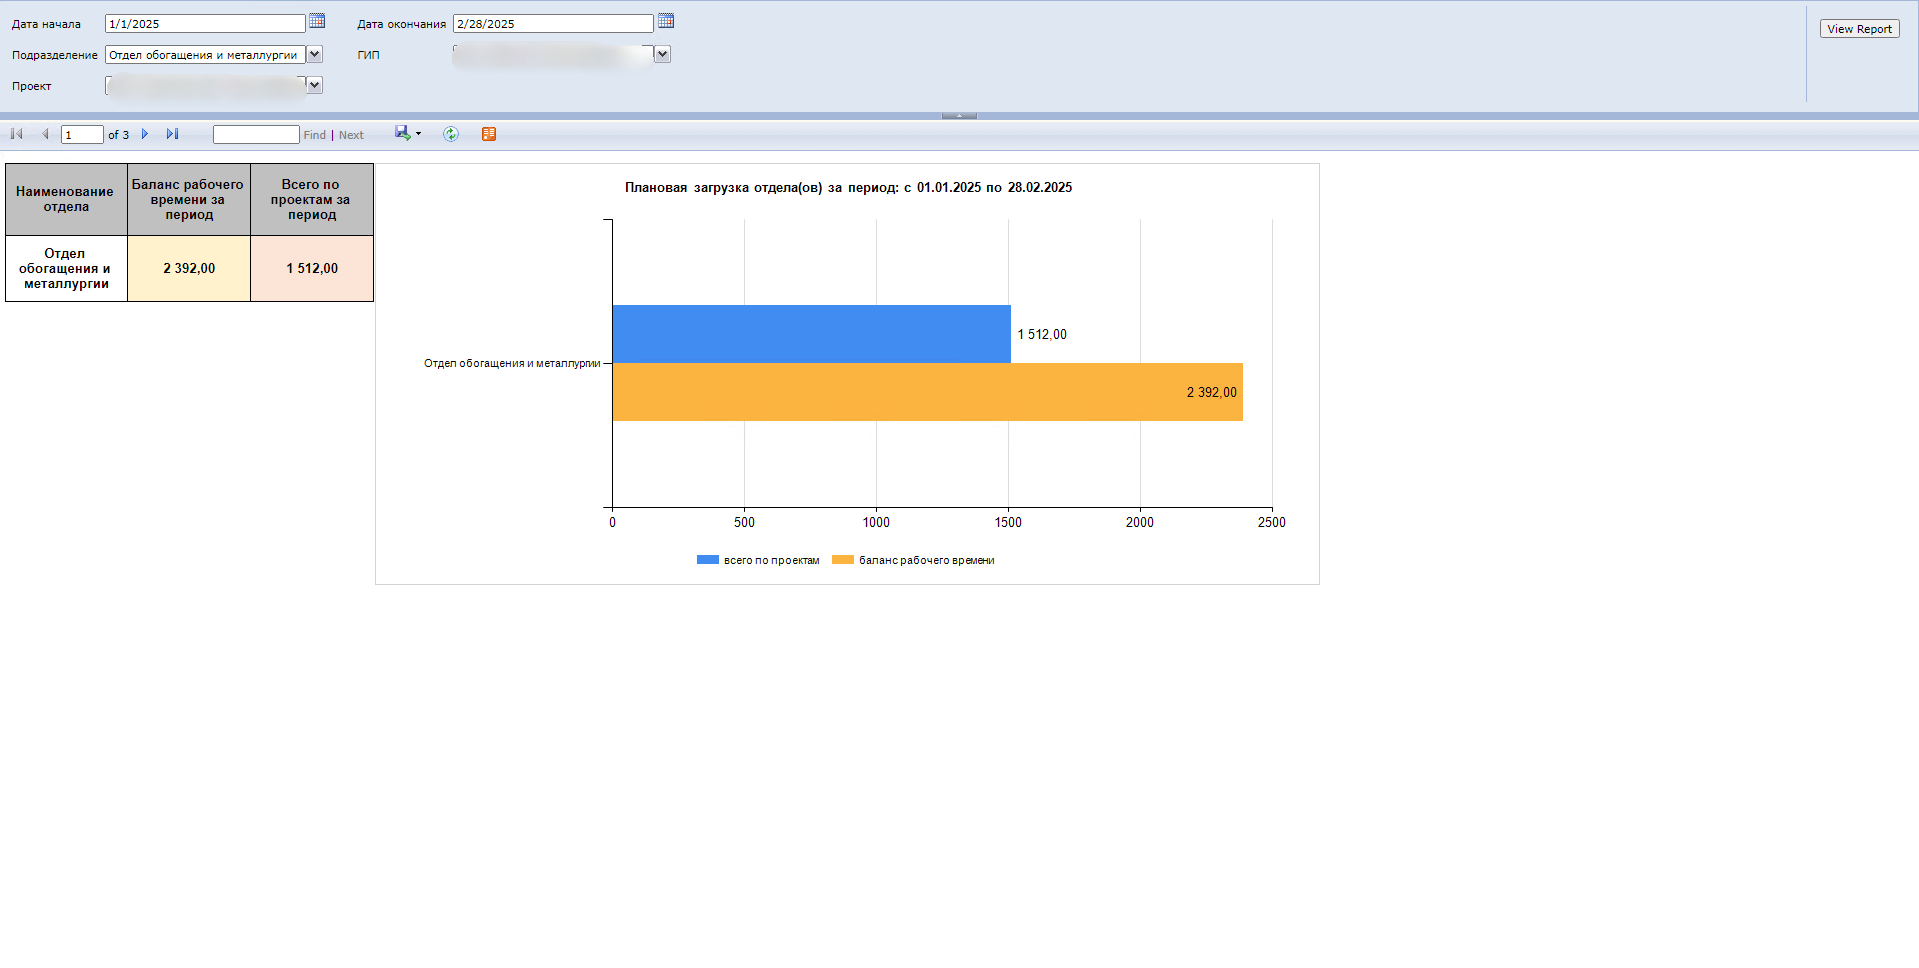 Дата начала 1/1/2025 Дата окончания 2/28/2025
View Report
Подразделение Отдел обогащения и металлургии ГИП
Проект
1 of 3 Find | Next
Наименование отдела
Баланс рабочего времени за период
Всего по проектам за период
Отдел обогащения и металлургии
2 392,00
1 512,00
Плановая загрузка отдела(ов) за период: с 01.01.2025 по 28.02.2025
1 512,00
Отдел обогащения и металлургии
2 392,00
0 500 1000 1500 2000 2500
всего по проектам баланс рабочего времени